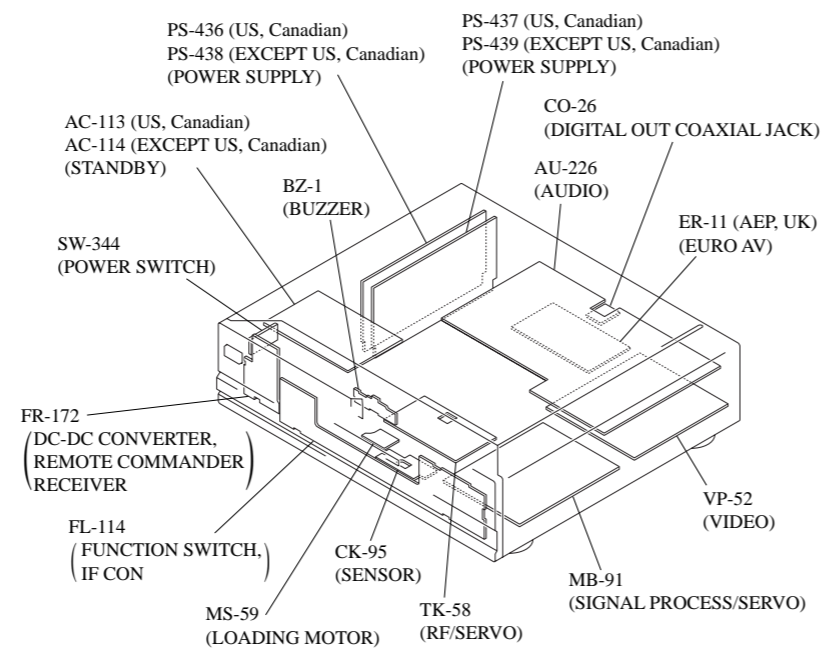 PS-436 (US, Canadian)
PS-438 (EXCEPT US, Canadian)
(POWER SUPPLY)
PS-437 (US, Canadian)
PS-439 (EXCEPT US, Canadian)
(POWER SUPPLY)
CO-26
(DIGITAL OUT COAXIAL JACK)
AC-113 (US, Canadian)
AC-114 (EXCEPT US, Canadian)
(STANDBY)
AU-226
(AUDIO)
BZ-1
(BUZZER)
ER-11 (AEP, UK)
(EURO AV)
SW-344
(POWER SWITCH)
FR-172
(DC-DC CONVERTER,
REMOTE COMMANDER
RECEIVER)
FL-114
(FUNCTION SWITCH,
IF CON)
CK-95
(SENSOR)
VP-52
(VIDEO)
MB-91
(SIGNAL PROCESS/SERVO)
MS-59
(LOADING MOTOR)
TK-58
(RF/SERVO)